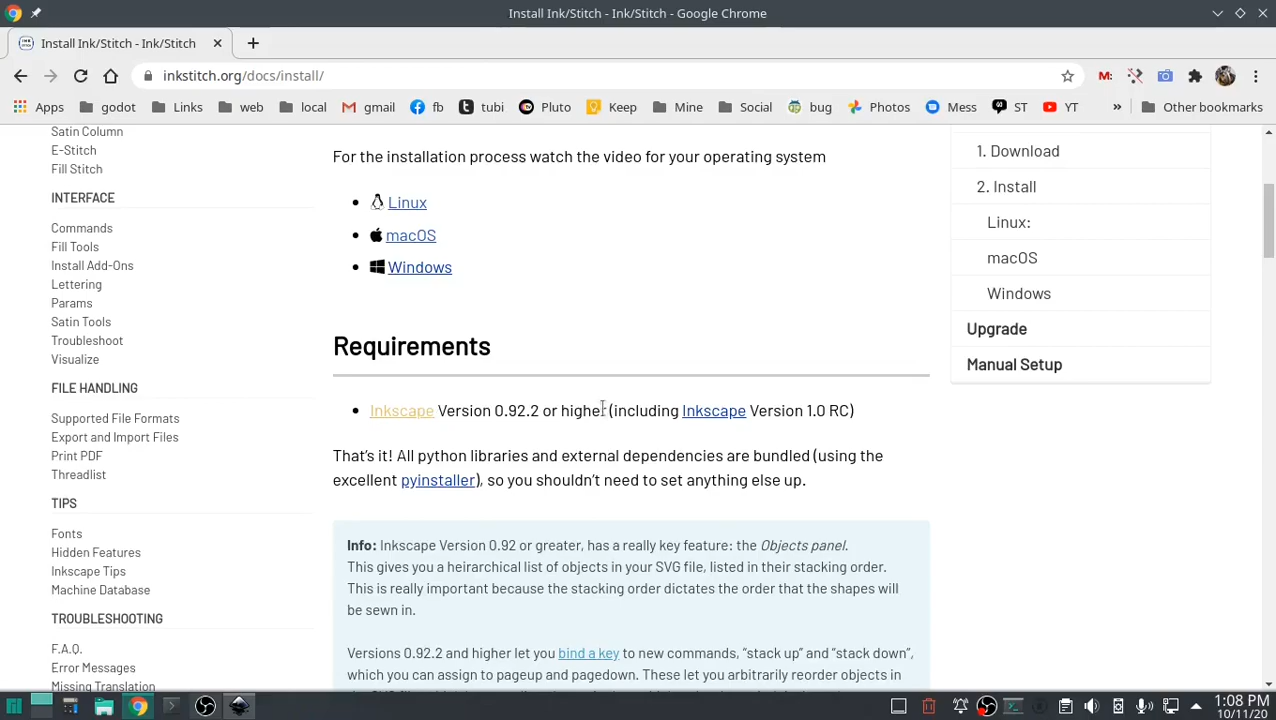 Install Ink/Stitch - Ink/Stitch - Google Chrome
Install Ink/Stitch - Ink/Stitch
inkstitch.org/docs/install/
M:
Apps godot Links web local gmail fb tubi Pluto Keep Mine Social bug Photos Mess ST YT » Other bookmarks
Satin Column
E-Stitch
Fill Stitch
INTERFACE
Commands
Fill Tools
Install Add-Ons
Lettering
Params
Satin Tools
Troubleshoot
Visualize
FILE HANDLING
Supported File Formats
Export and Import Files
Print PDF
Threadlist
TIPS
Fonts
Hidden Features
Inkscape Tips
Machine Database
TROUBLESHOOTING
F.A.Q.
Error Messages
Missing Translation
For the installation process watch the video for your operating system
Linux
macOS
Windows
Requirements
Inkscape Version 0.92.2 or higher (including Inkscape Version 1.0 RC)
That's it! All python libraries and external dependencies are bundled (using the
excellent pyinstaller), so you shouldn't need to set anything else up.
Info: Inkscape Version 0.92 or greater, has a really key feature: the Objects panel.
This gives you a heirarchical list of objects in your SVG file, listed in their stacking order.
This is really important because the stacking order dictates the order that the shapes will
be sewn in.
Versions 0.92.2 and higher let you bind a key to new commands, “stack up” and “stack down”,
which you can assign to pageup and pagedown. These let you arbitrarily reorder objects in
1. Download
2. Install
Linux:
macOS
Windows
Upgrade
Manual Setup
1:08 PM
10/11/20